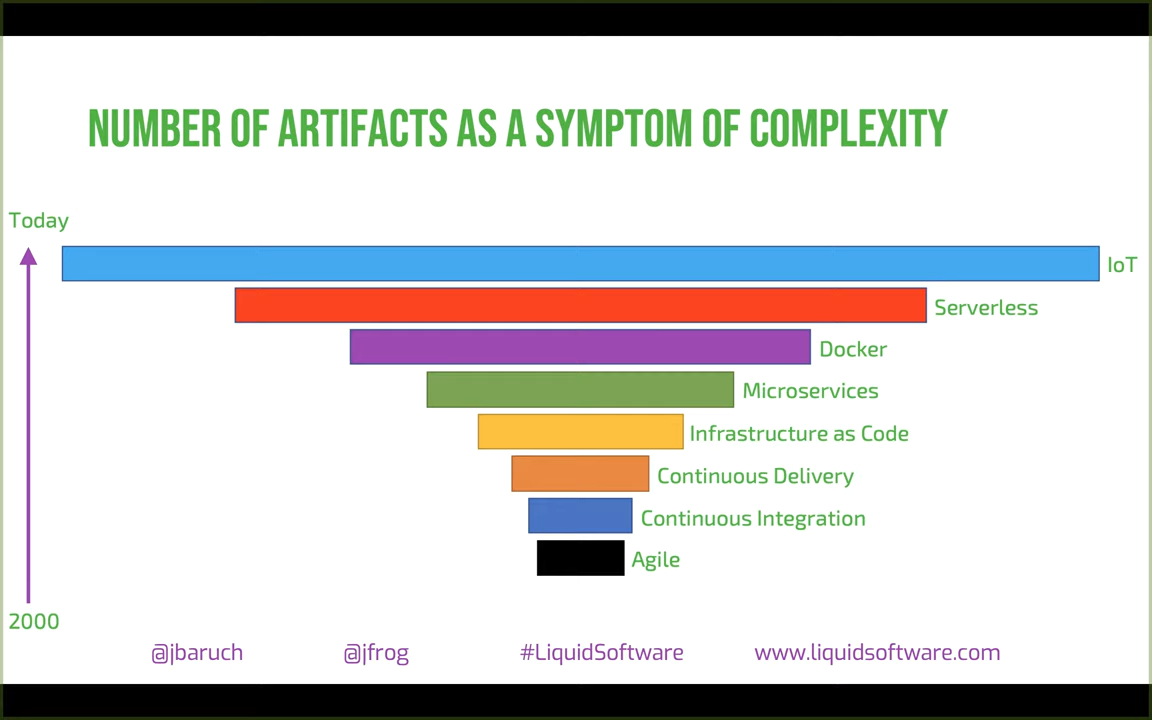 NUMBER OF ARTIFACTS AS A SYMPTOM OF COMPLEXITY
Today
IoT
Serverless
Docker
Microservices
Infrastructure as Code
Continuous Delivery
Continuous Integration
Agile
2000
@jbaruch @jfrog #LiquidSoftware www.liquidsoftware.com